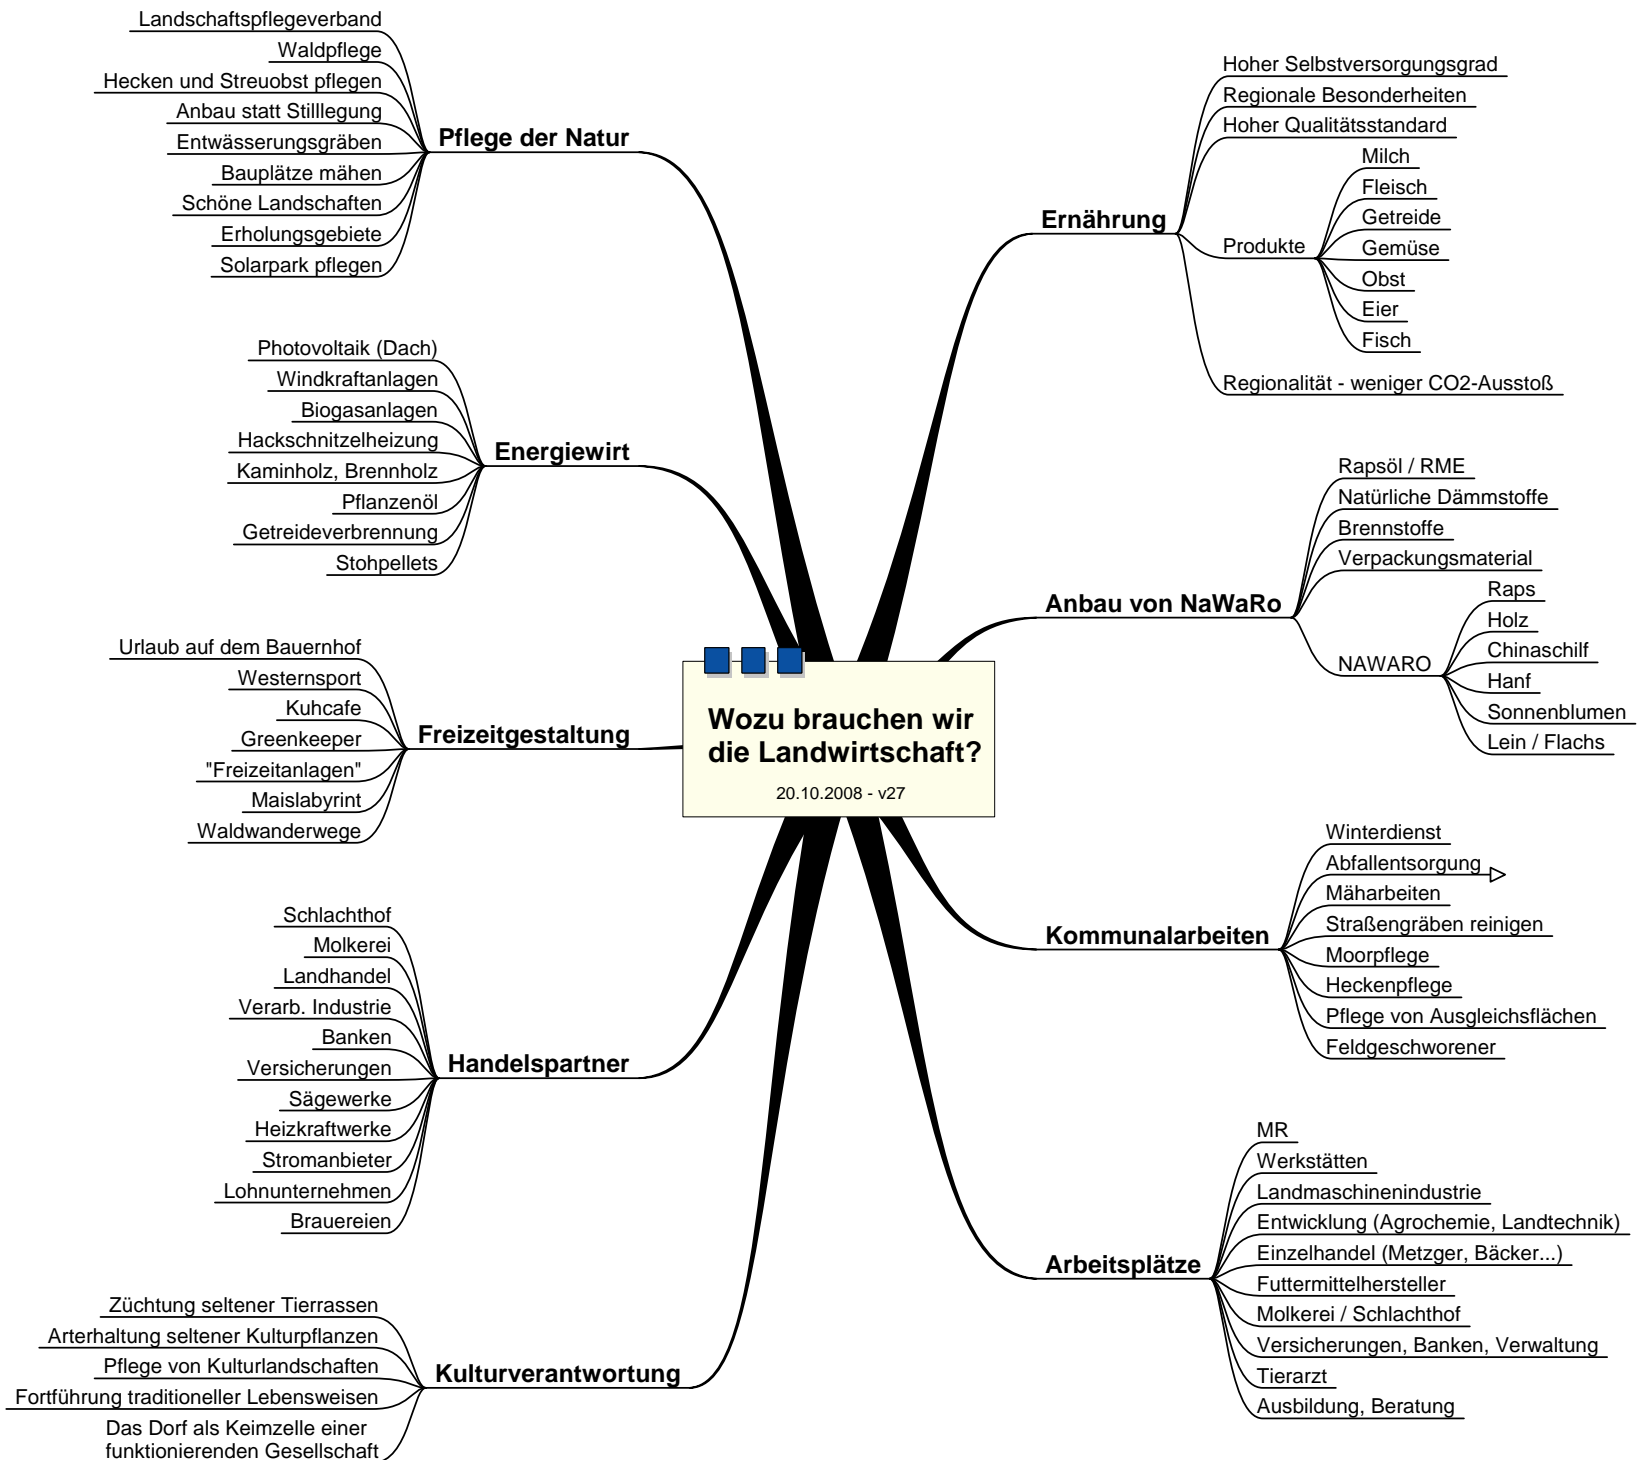 Wozu brauchen wir
die Landwirtschaft?
20.10.2008 - v27
Ernährung
Hoher Selbstversorgungsgrad
Regionale Besonderheiten
Hoher Qualitätsstandard
Produkte
Milch
Fleisch
Getreide
Gemüse
Obst
Eier
Fisch
Regionalität - weniger CO2-Ausstoß
Anbau von NaWaRo
Rapsöl / RME
Natürliche Dämmstoffe
Brennstoffe
Verpackungsmaterial
NAWARO
Raps
Holz
Chinaschilf
Hanf
Sonnenblumen
Lein / Flachs
Kommunalarbeiten
Winterdienst
Abfallentsorgung
Mäharbeiten
Straßengräben reinigen
Moorpflege
Heckenpflege
Pflege von Ausgleichsflächen
Feldgeschworener
Arbeitsplätze
MR
Werkstätten
Landmaschinenindustrie
Entwicklung (Agrochemie, Landtechnik)
Einzelhandel (Metzger, Bäcker...)
Futtermittelhersteller
Molkerei / Schlachthof
Versicherungen, Banken, Verwaltung
Tierarzt
Ausbildung, Beratung
Pflege der Natur
Landschaftspflegeverband
Waldpflege
Hecken und Streuobst pflegen
Anbau statt Stilllegung
Entwässerungsgräben
Bauplätze mähen
Schöne Landschaften
Erholungsgebiete
Solarpark pflegen
Energiewirt
Photovoltaik (Dach)
Windkraftanlagen
Biogasanlagen
Hackschnitzelheizung
Kaminholz, Brennholz
Pflanzenöl
Getreideverbrennung
Stohpellets
Freizeitgestaltung
Urlaub auf dem Bauernhof
Westernsport
Kuhcafe
Greenkeeper
"Freizeitanlagen"
Maislabyrint
Waldwanderwege
Handelspartner
Schlachthof
Molkerei
Landhandel
Verarb. Industrie
Banken
Versicherungen
Sägewerke
Heizkraftwerke
Stromanbieter
Lohnunternehmen
Brauereien
Kulturverantwortung
Züchtung seltener Tierrassen
Arterhaltung seltener Kulturpflanzen
Pflege von Kulturlandschaften
Fortführung traditioneller Lebensweisen
Das Dorf als Keimzelle einer
funktionierenden Gesellschaft